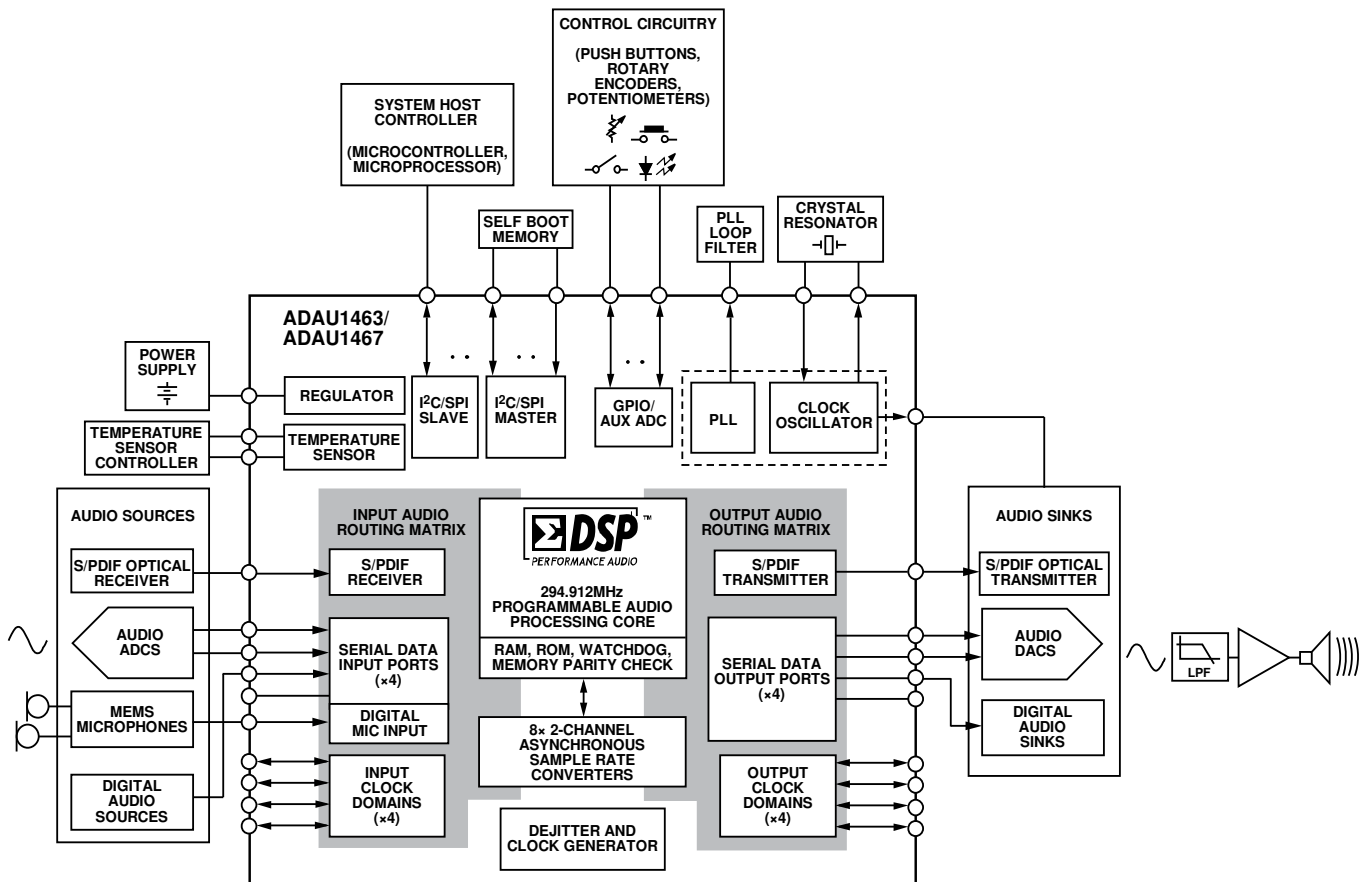 CONTROL CIRCUITRY
(PUSH BUTTONS,
ROTARY
ENCODERS,
POTENTIOMETERS)
SYSTEM HOST
CONTROLLER
(MICROCONTROLLER,
MICROPROCESSOR)
SELF BOOT
MEMORY
PLL
LOOP
FILTER
CRYSTAL
RESONATOR
ADAU1463/
ADAU1467
POWER
SUPPLY
REGULATOR
TEMPERATURE
SENSOR
CONTROLLER
TEMPERATURE
SENSOR
I²C/SPI
SLAVE
I²C/SPI
MASTER
GPIO/
AUX ADC
PLL
CLOCK
OSCILLATOR
AUDIO SOURCES
S/PDIF OPTICAL
RECEIVER
AUDIO
ADCS
MEMS
MICROPHONES
DIGITAL
AUDIO
SOURCES
INPUT AUDIO
ROUTING MATRIX
S/PDIF
RECEIVER
SERIAL DATA
INPUT PORTS
(×4)
DIGITAL
MIC INPUT
INPUT
CLOCK
DOMAINS
(×4)
ΣDSP™
PERFORMANCE AUDIO
294.912MHz
PROGRAMMABLE AUDIO
PROCESSING CORE
RAM, ROM, WATCHDOG,
MEMORY PARITY CHECK
8× 2-CHANNEL
ASYNCHRONOUS
SAMPLE RATE
CONVERTERS
DEJITTER AND
CLOCK GENERATOR
OUTPUT AUDIO
ROUTING MATRIX
S/PDIF
TRANSMITTER
SERIAL DATA
OUTPUT PORTS
(×4)
OUTPUT
CLOCK
DOMAINS
(×4)
AUDIO SINKS
S/PDIF OPTICAL
TRANSMITTER
AUDIO
DACS
DIGITAL
AUDIO
SINKS
LPF